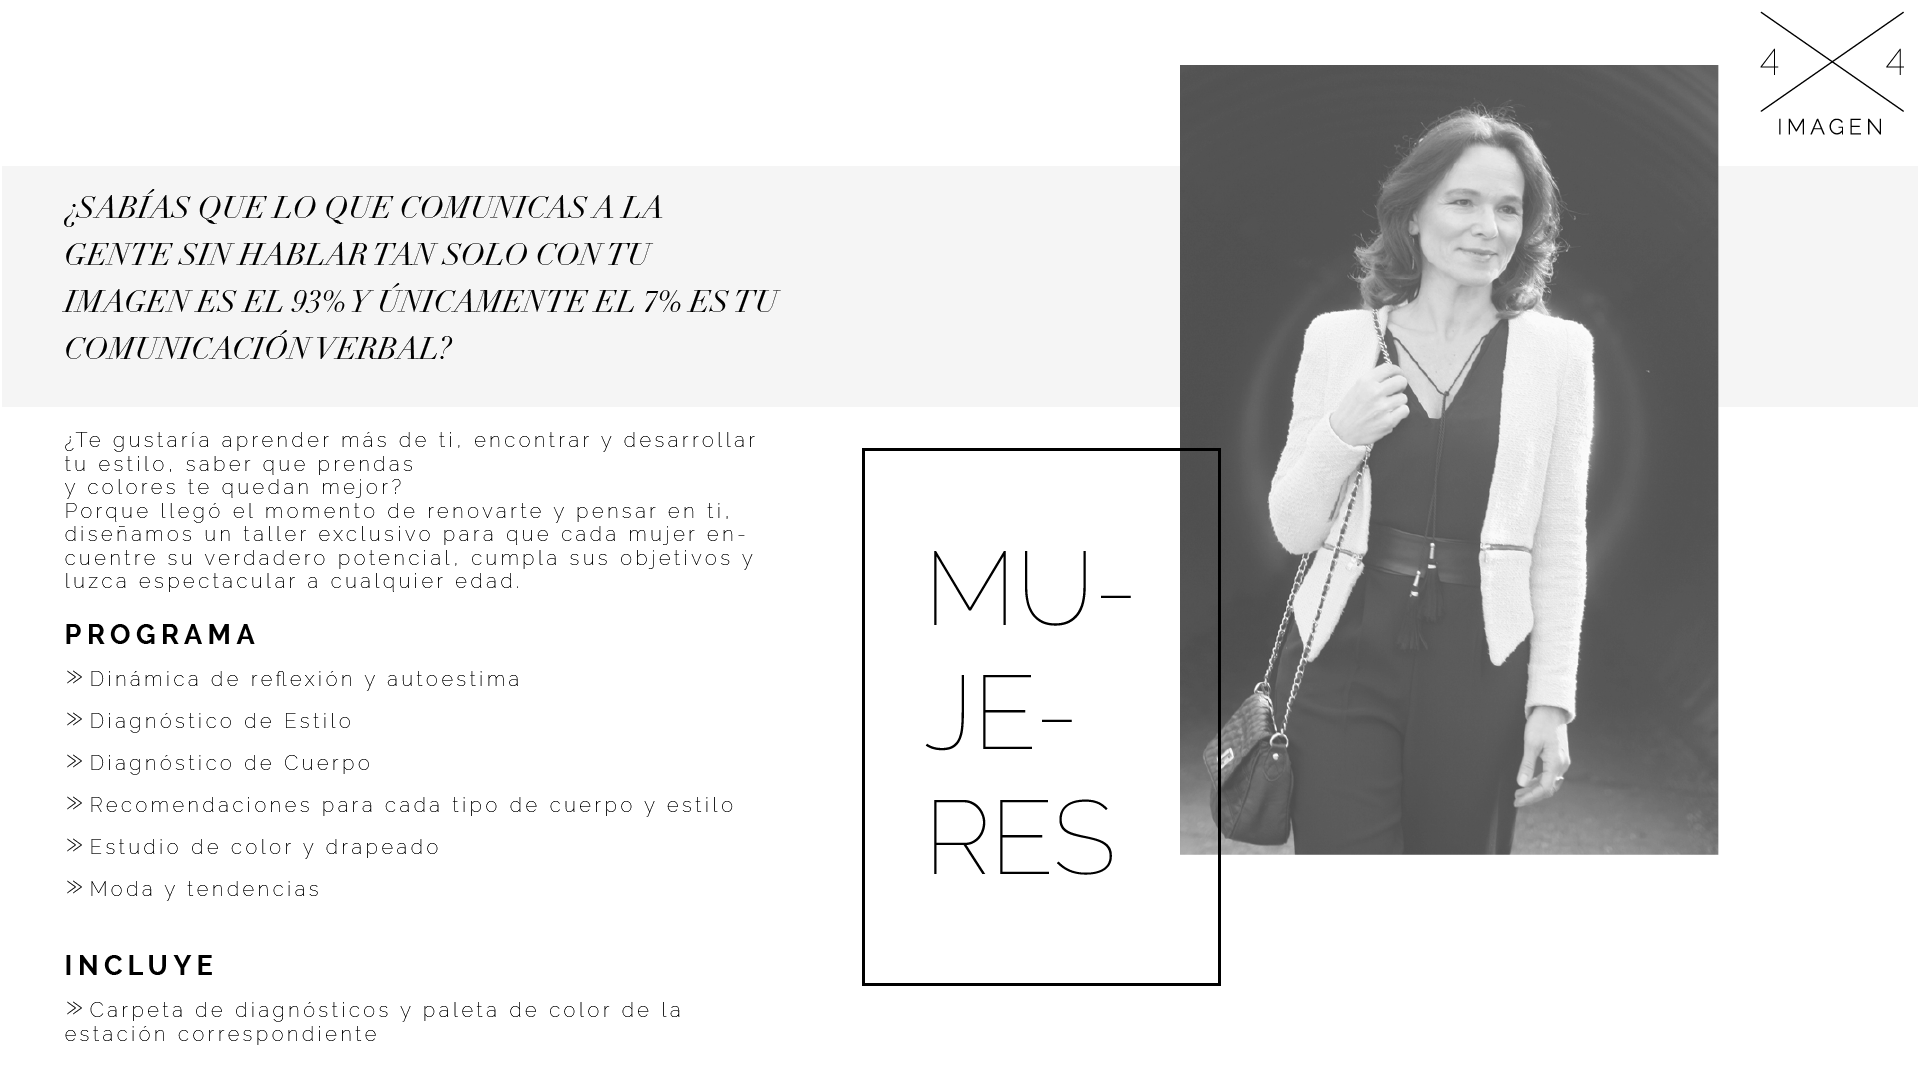 4 4
IMAGEN
¿SABÍAS QUE LO QUE COMUNICAS A LA
GENTE SIN HABLAR TAN SOLO CON TU
IMAGEN ES EL 93% Y ÚNICAMENTE EL 7% ES TU
COMUNICACIÓN VERBAL?
¿Te gustaría aprender más de ti, encontrar y desarrollar
tu estilo, saber que prendas
y colores te quedan mejor?
Porque llegó el momento de renovarte y pensar en ti,
diseñamos un taller exclusivo para que cada mujer en-
cuentre su verdadero potencial, cumpla sus objetivos y
luzca espectacular a cualquier edad.
PROGRAMA
» Dinámica de reflexión y autoestima
» Diagnóstico de Estilo
» Diagnóstico de Cuerpo
» Recomendaciones para cada tipo de cuerpo y estilo
» Estudio de color y drapeado
» Moda y tendencias
INCLUYE
» Carpeta de diagnósticos y paleta de color de la
estación correspondiente
MU-
JE-
RES